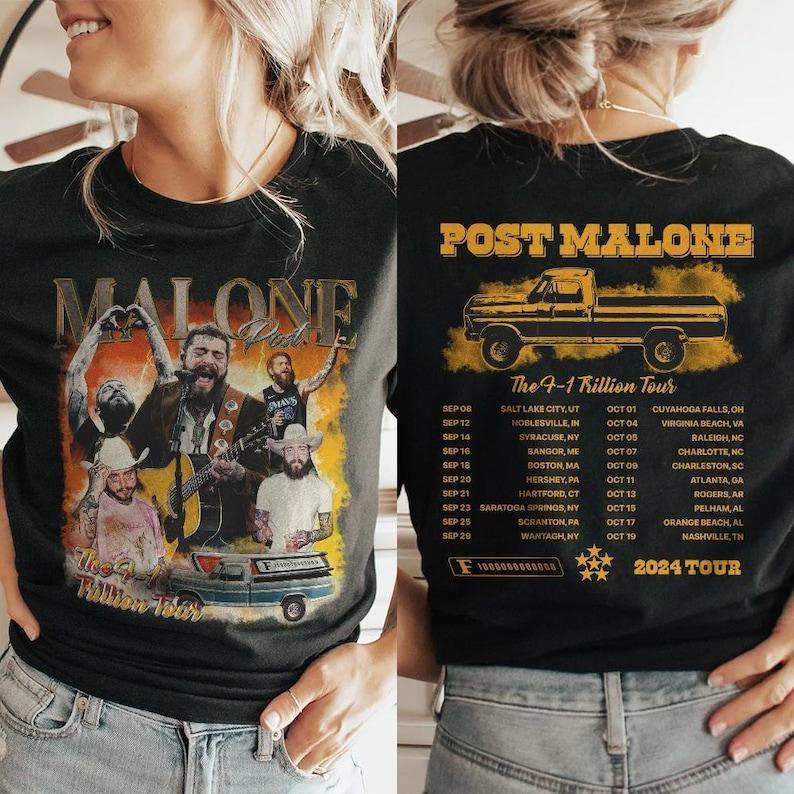 MALONE
Post
MAVS
The F-1
Trillion Tour
F 1000000000000
POST MALONE
The F-1 Trillion Tour
SEP 08 SALT LAKE CITY, UT OCT 01 CUYAHOGA FALLS, OH
SEP 12 NOBLESVILLE, IN OCT 04 VIRGINIA BEACH, VA
SEP 14 SYRACUSE, NY OCT 05 RALEIGH, NC
SEP 16 BANGOR, ME OCT 07 CHARLOTTE, NC
SEP 18 BOSTON, MA OCT 09 CHARLESTON, SC
SEP 20 HERSHEY, PA OCT 11 ATLANTA, GA
SEP 21 HARTFORD, CT OCT 13 ROGERS, AR
SEP 23 SARATOGA SPRINGS, NY OCT 15 PELHAM, AL
SEP 25 SCRANTON, PA OCT 17 ORANGE BEACH, AL
SEP 29 WANTAGH, NY OCT 19 NASHVILLE, TN
F 1000000000000 2024 TOUR